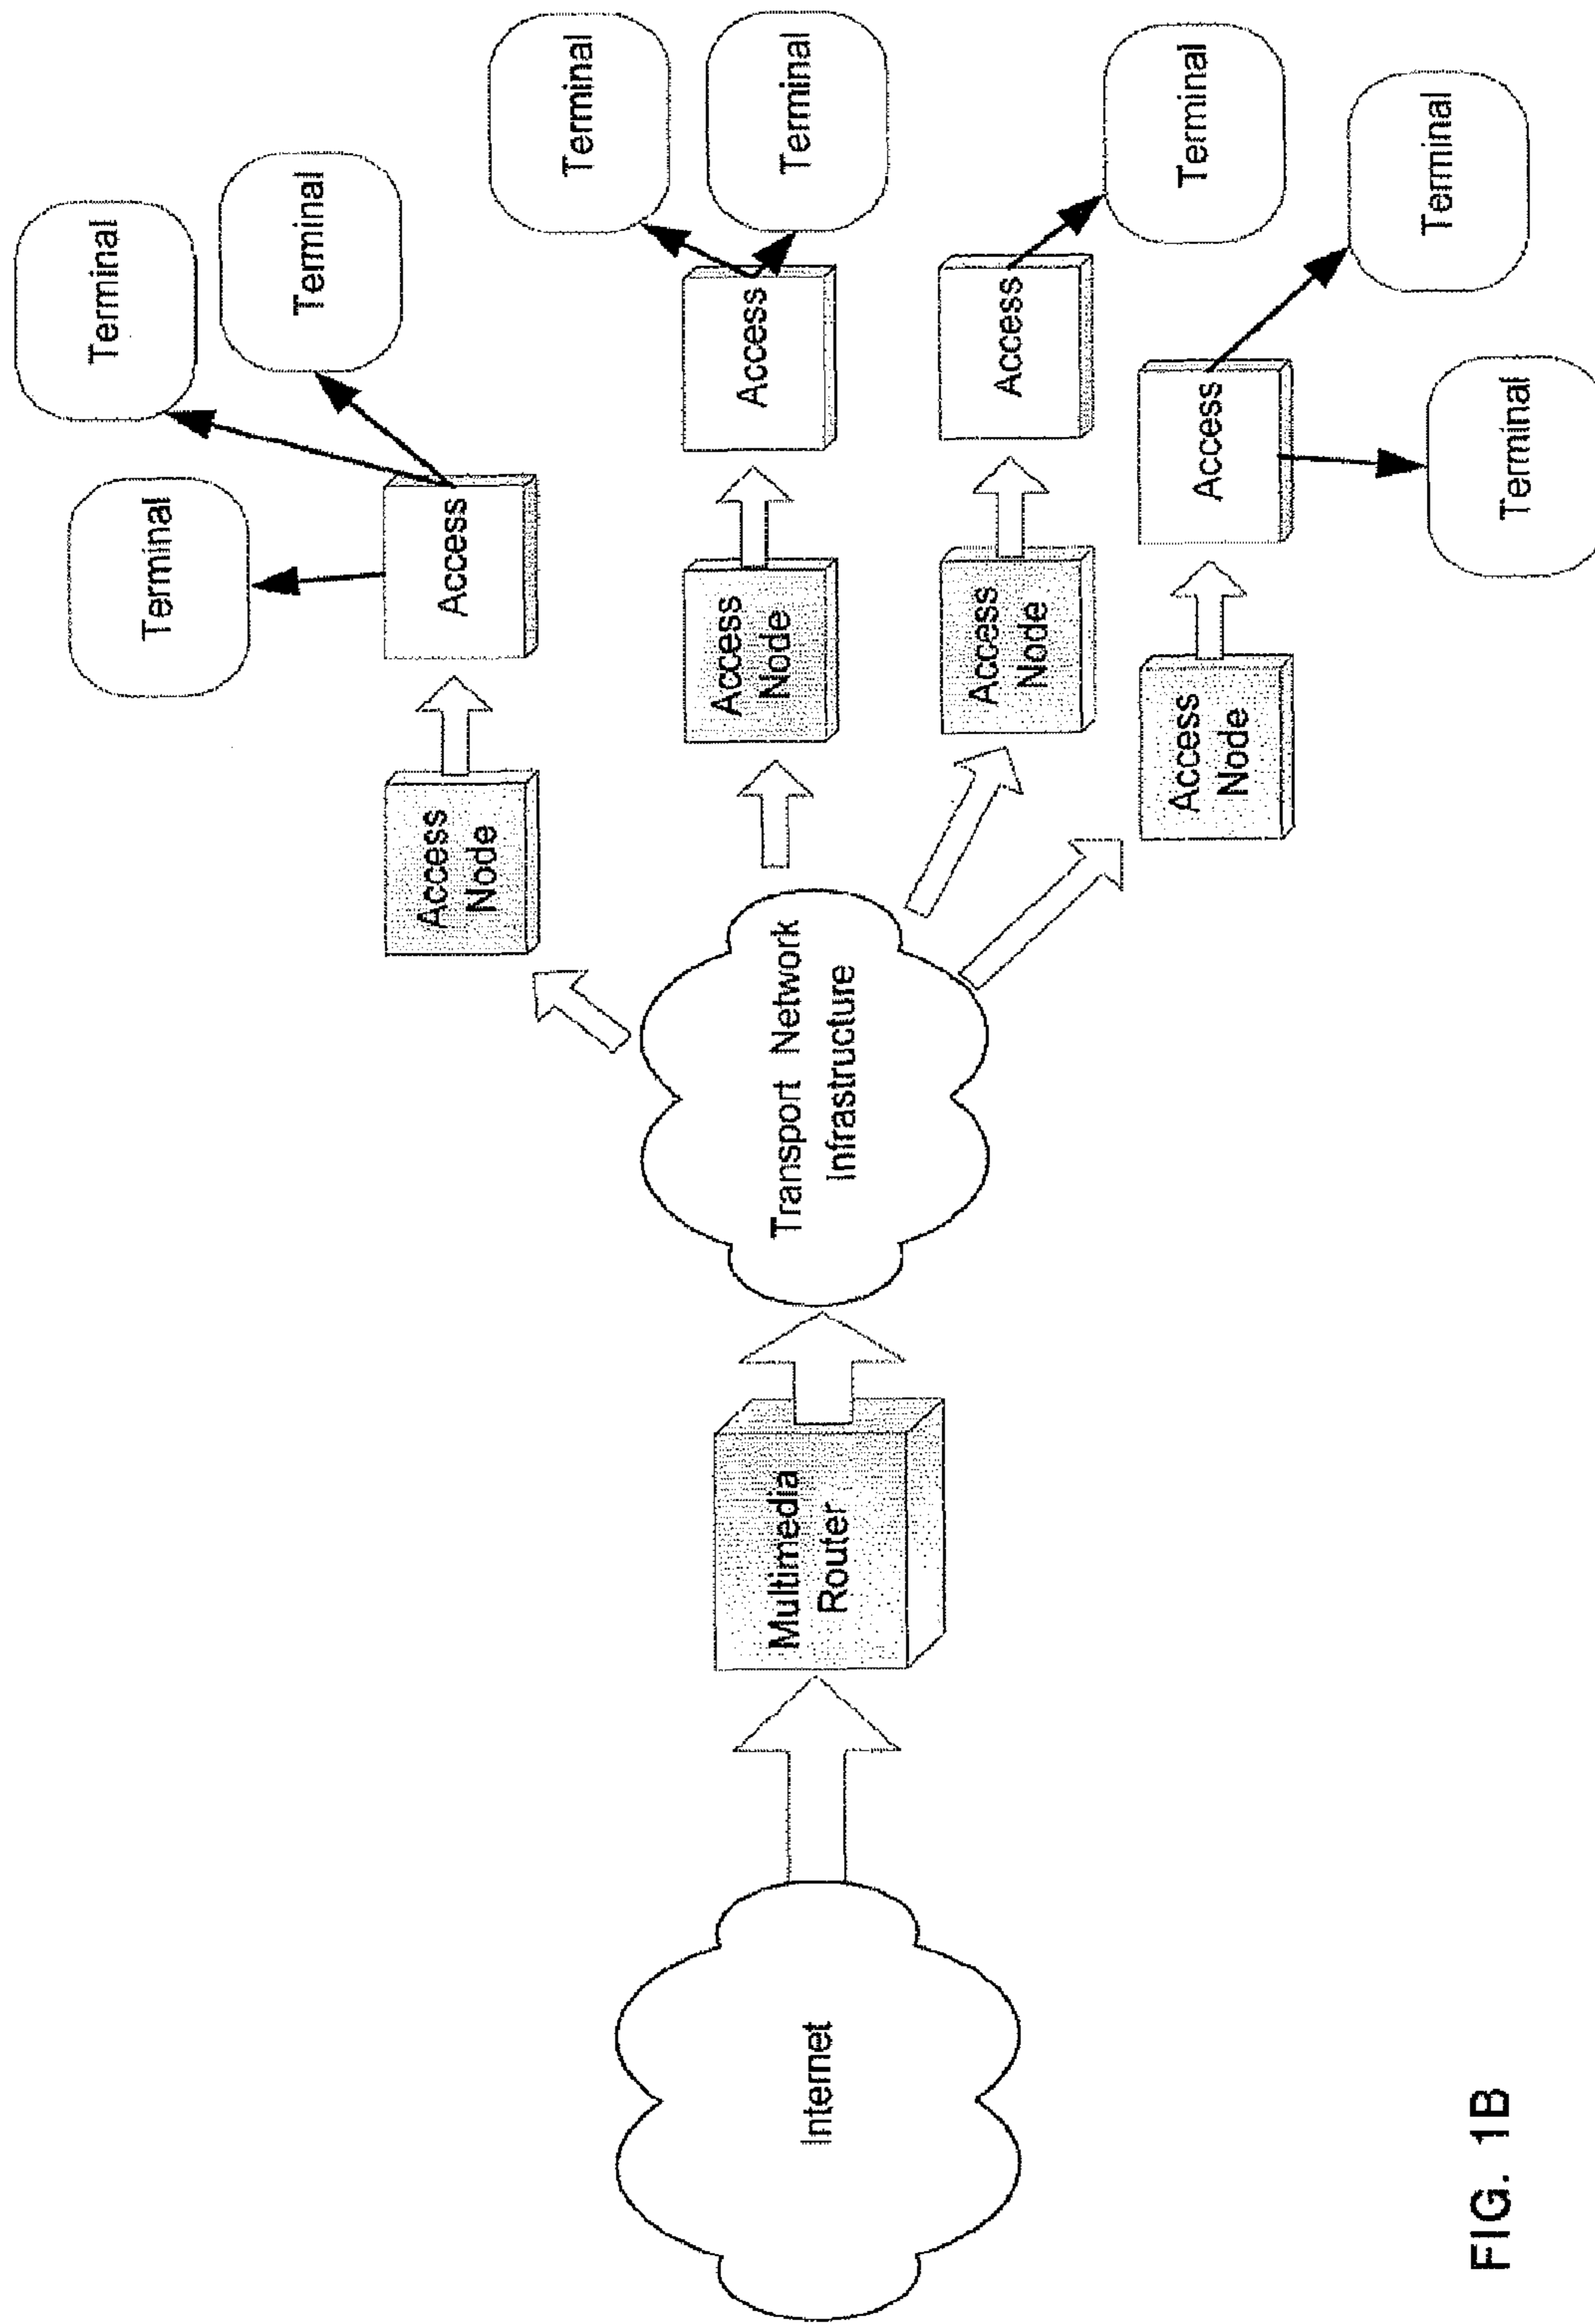 Internet
Multimedia
Router
Transport Network
Infrastructure
Access
Node
Access
Terminal
Terminal
Terminal
Access
Node
Access
Terminal
Terminal
Access
Node
Access
Terminal
Access
Node
Access
Terminal
Terminal
FIG. 1B